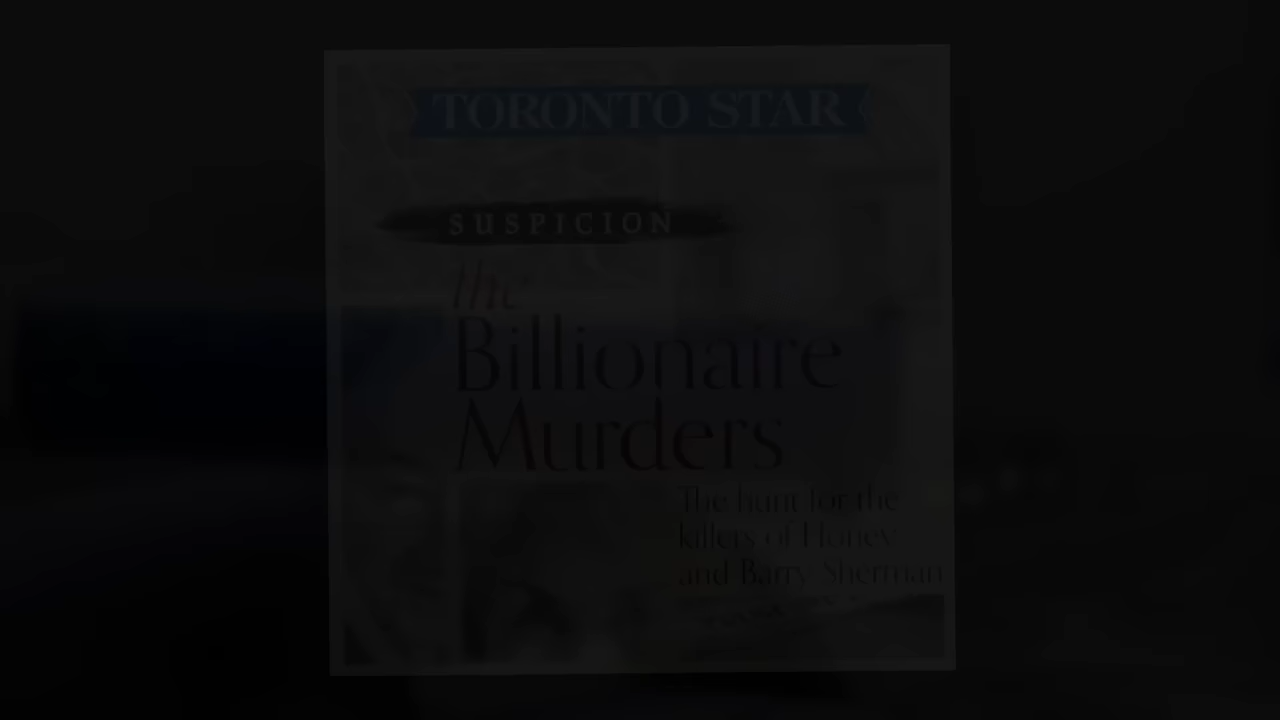 TORONTO STAR
SUSPICION
the
Billionaire
Murders
The hunt for the
killers of Honey
and Barry Sherman